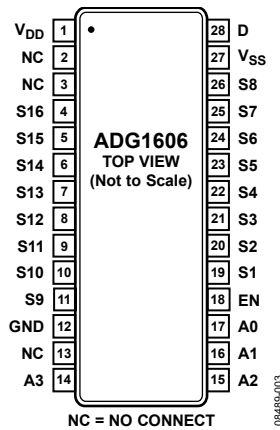 VDD 1 28 D
NC 2 27 VSS
NC 3 26 S8
S16 4 25 S7
S15 5 24 S6
S14 6 23 S5
S13 7 22 S4
S12 8 21 S3
S11 9 20 S2
S10 10 19 S1
S9 11 18 EN
GND 12 17 A0
NC 13 16 A1
A3 14 15 A2
ADG1606
TOP VIEW
(Not to Scale)
NC = NO CONNECT
08489-003